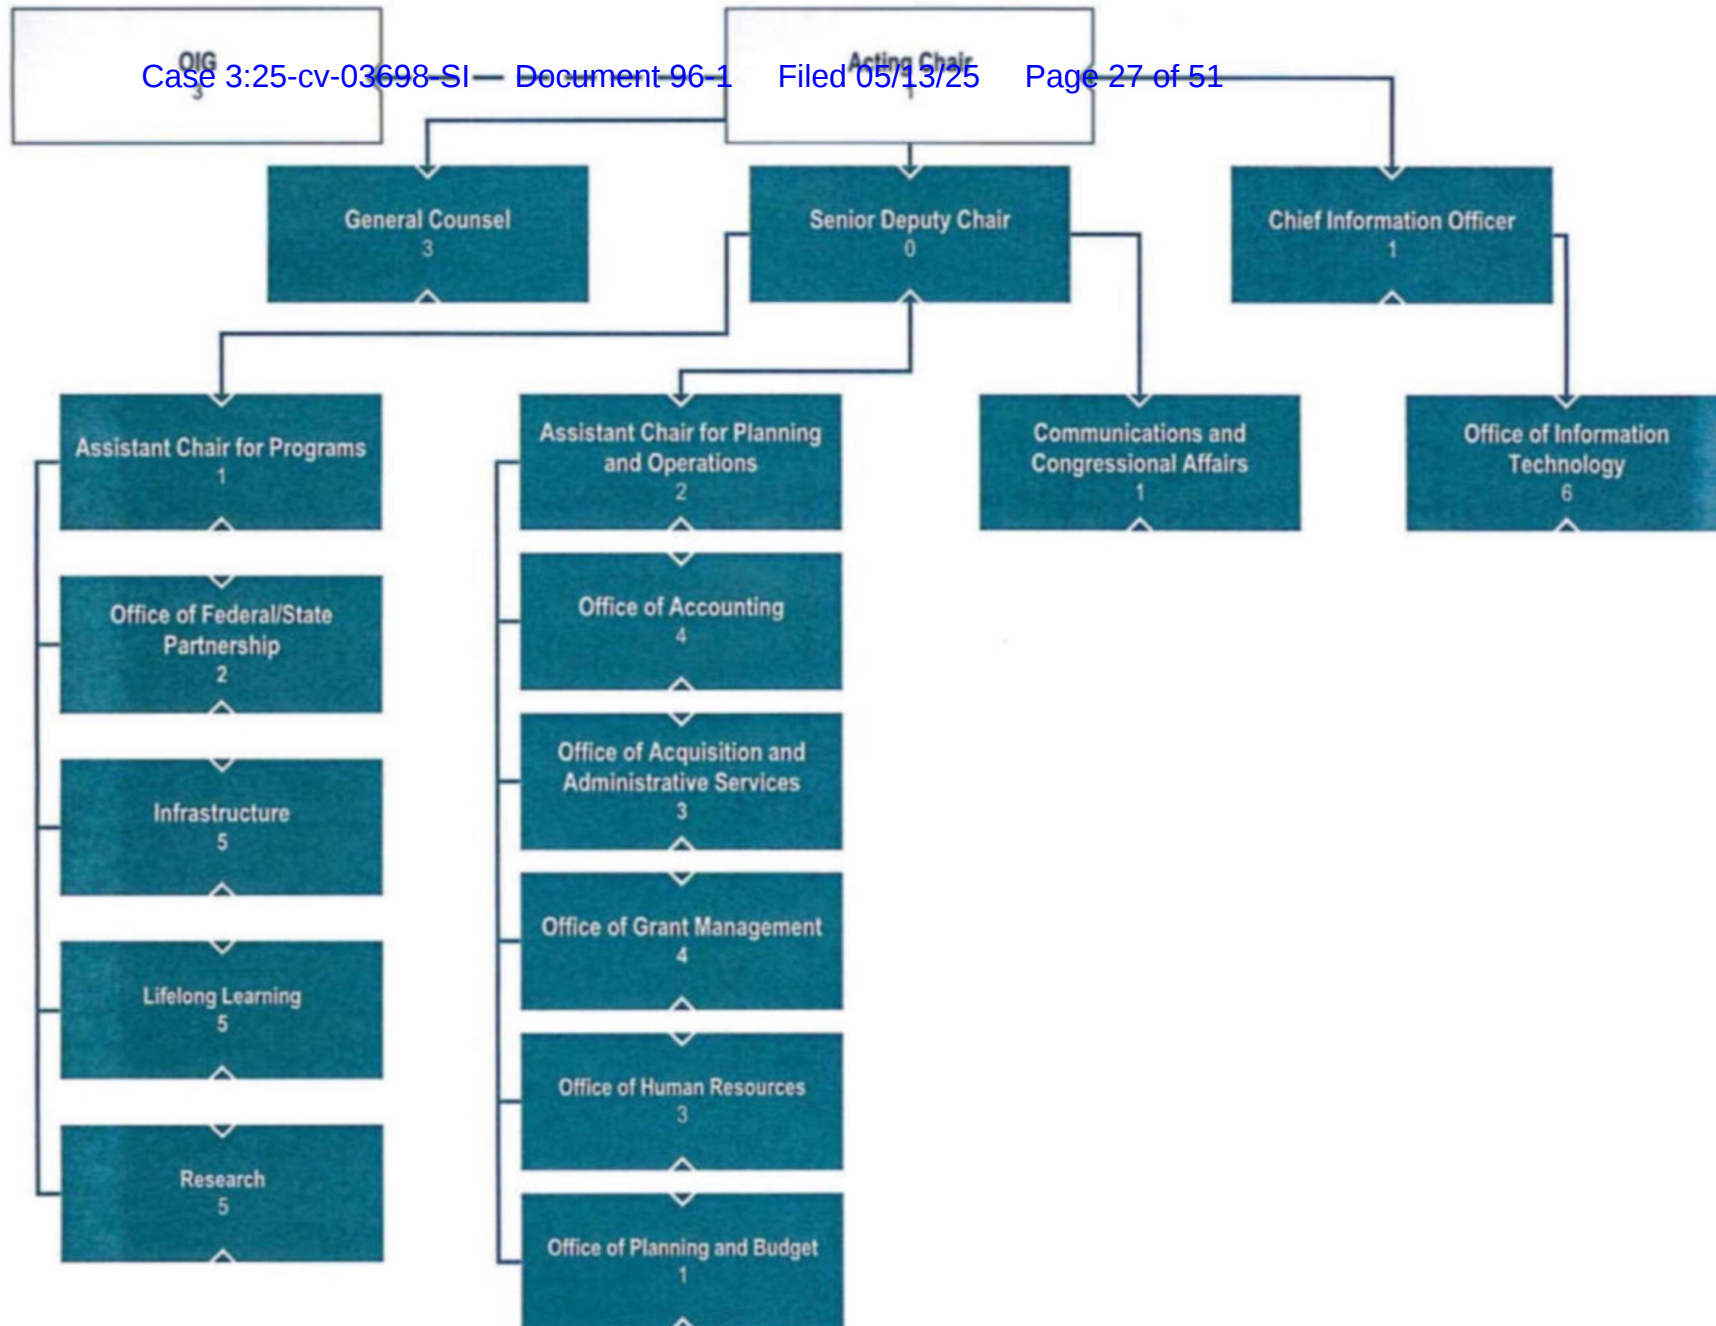 Case 3:25-cv-03698-SI Document 96-1 Filed 05/13/25 Page 27 of 51
OIG
3
Acting Chair
1
General Counsel
3
Senior Deputy Chair
0
Chief Information Officer
1
Assistant Chair for Programs
1
Assistant Chair for Planning
and Operations
2
Communications and
Congressional Affairs
1
Office of Information
Technology
6
Office of Federal/State
Partnership
2
Infrastructure
5
Lifelong Learning
5
Research
5
Office of Accounting
4
Office of Acquisition and
Administrative Services
3
Office of Grant Management
4
Office of Human Resources
3
Office of Planning and Budget
1